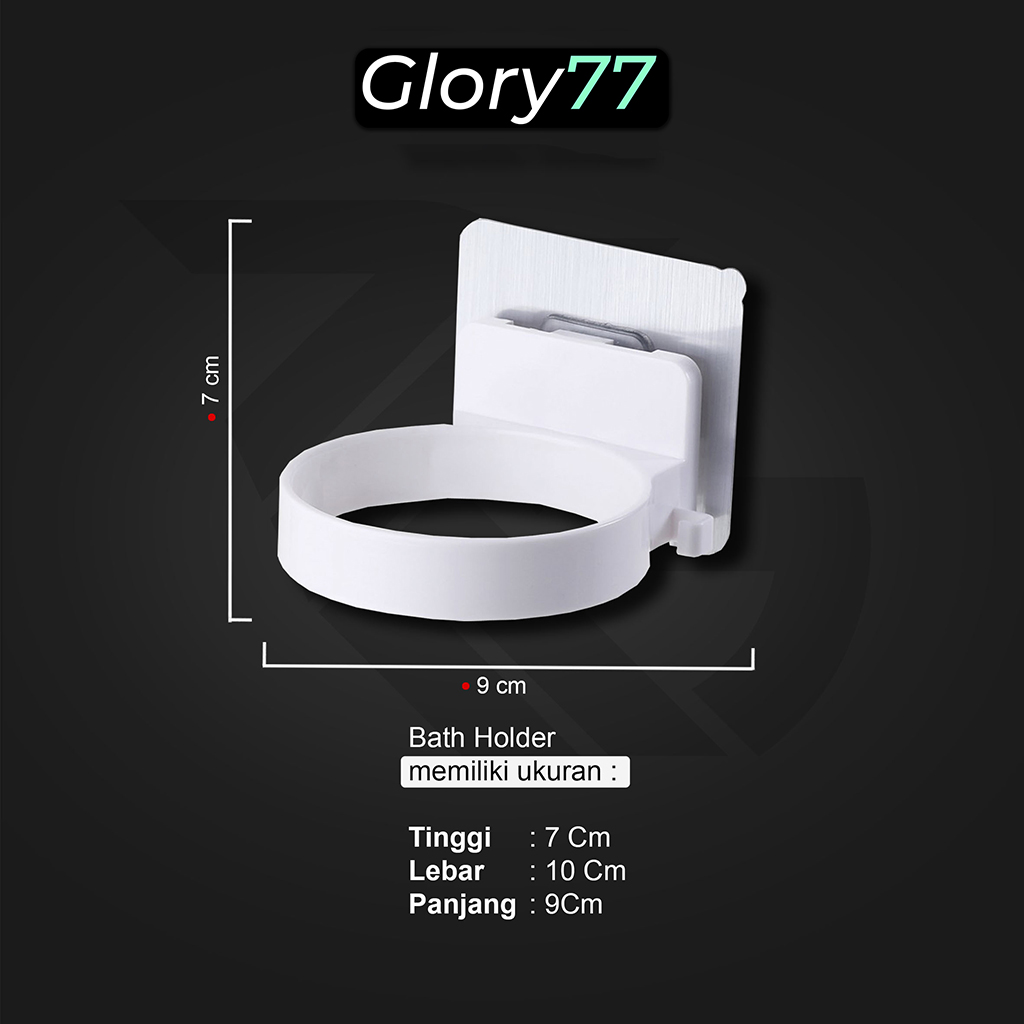 Glory77
7 cm
9 cm
Bath Holder
memiliki ukuran :
Tinggi : 7 Cm
Lebar : 10 Cm
Panjang : 9Cm